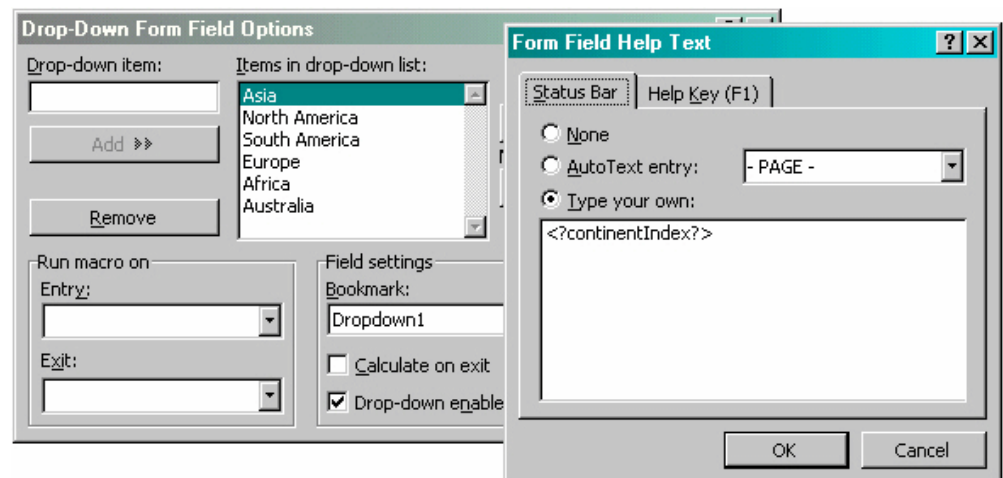 Drop-Down Form Field Options
Drop-down item:
Items in drop-down list:
Add
Remove
Asia
North America
South America
Europe
Africa
Australia
Run macro on
Entry:
Exit:
Field settings
Bookmark:
Dropdown1
Calculate on exit
Drop-down enable
Form Field Help Text
Status Bar
Help Key (F1)
None
AutoText entry:
- PAGE -
Type your own:
<?continentIndex?>
OK
Cancel